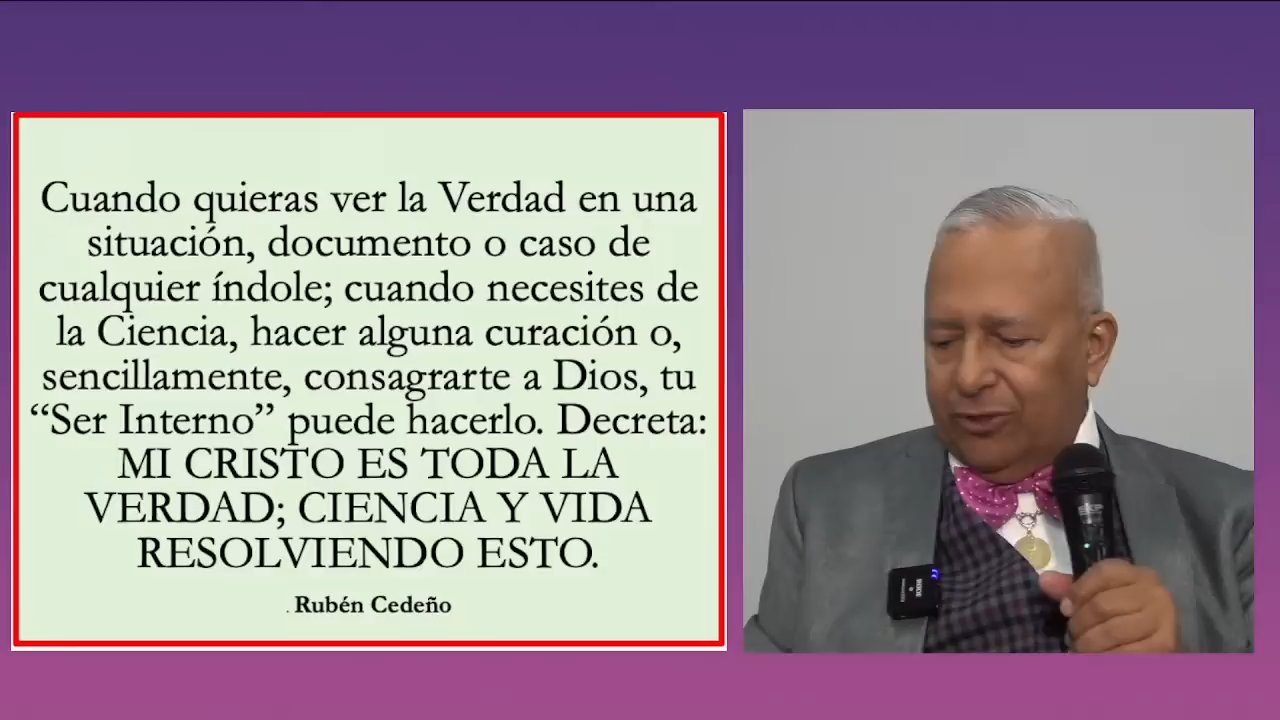 Cuando quieras ver la Verdad en una
situación, documento o caso de
cualquier índole; cuando necesites de
la Ciencia, hacer alguna curación o,
sencillamente, consagrarte a Dios, tu
“Ser Interno” puede hacerlo. Decreta:
MI CRISTO ES TODA LA
VERDAD; CIENCIA Y VIDA
RESOLVIENDO ESTO.
. Rubén Cedeño